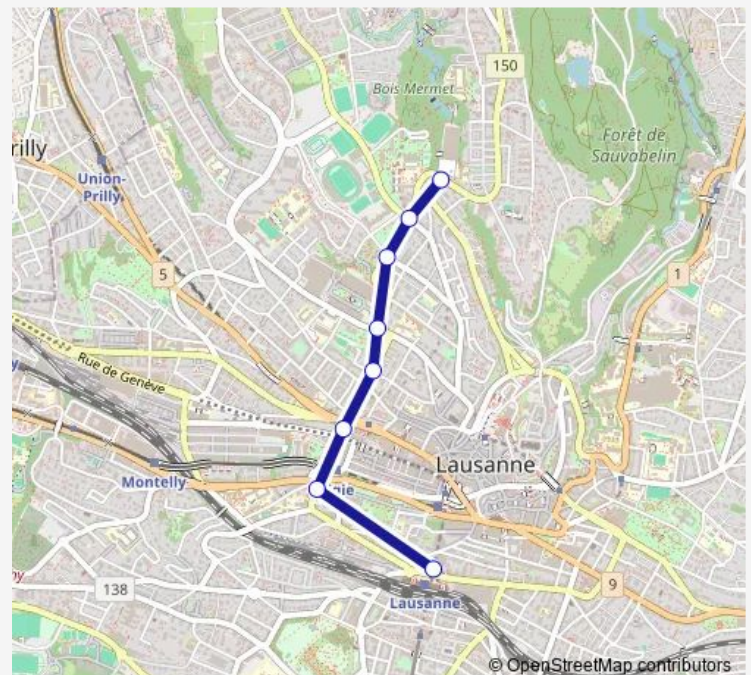 150
Bois Mermet
Forêt de
Sauvabelin
rilly
Union-
Prilly
5
1
Rue de Genève
y
Lausanne
Montelly
gie
138
9
Lausanne
© OpenStreetMap contributors